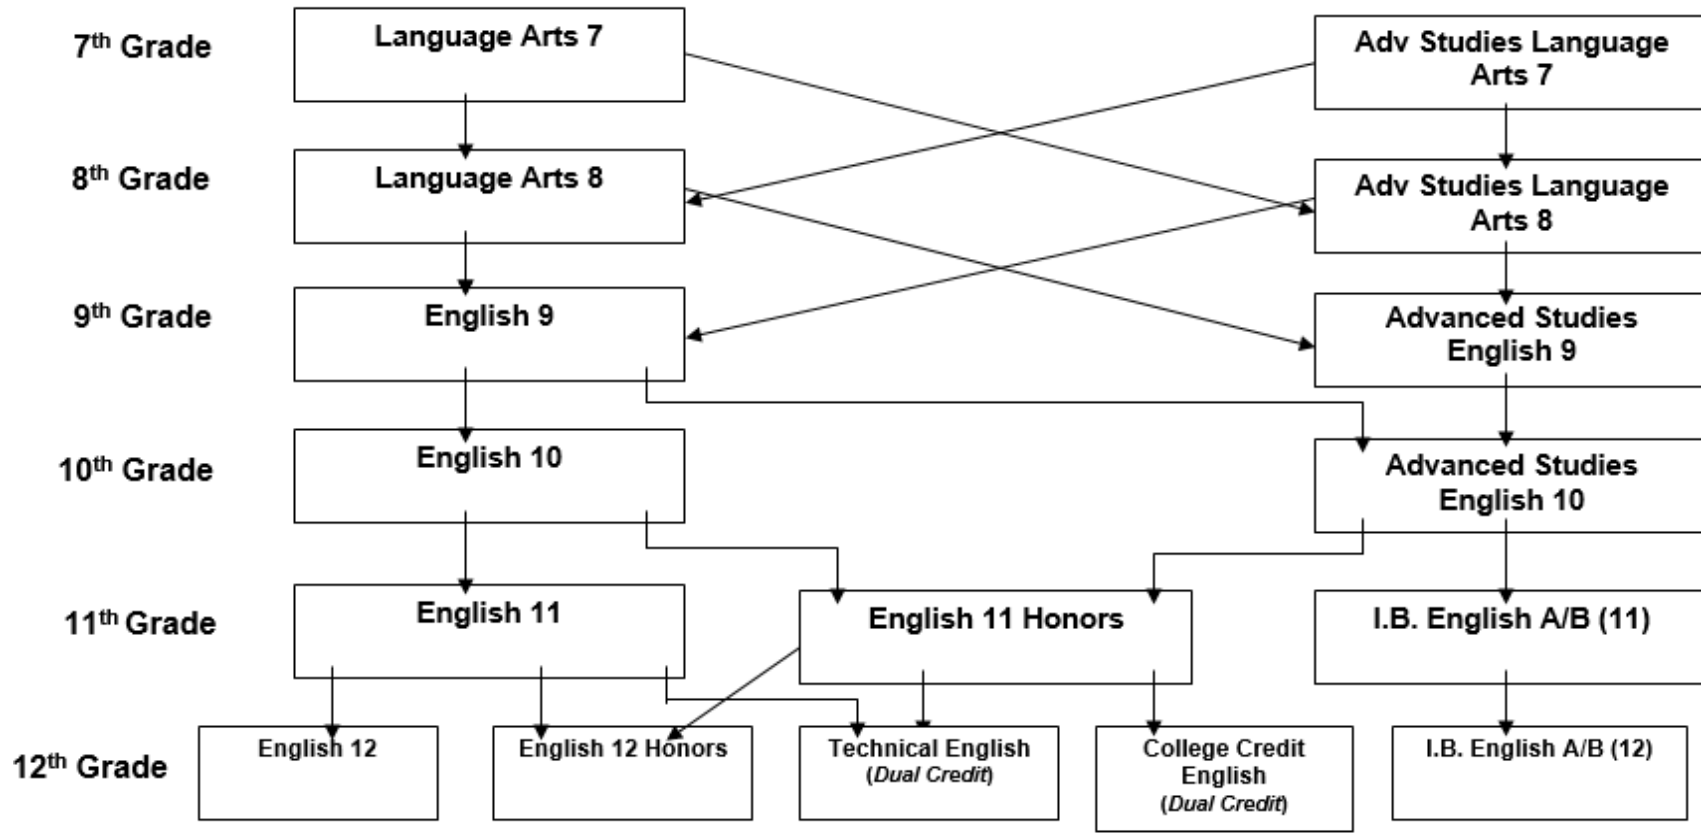 7th Grade
Language Arts 7
Adv Studies Language
Arts 7
8th Grade
Language Arts 8
Adv Studies Language
Arts 8
9th Grade
English 9
Advanced Studies
English 9
10th Grade
English 10
Advanced Studies
English 10
11th Grade
English 11
English 11 Honors
I.B. English A/B (11)
12th Grade
English 12
English 12 Honors
Technical English
(Dual Credit)
College Credit
English
(Dual Credit)
I.B. English A/B (12)